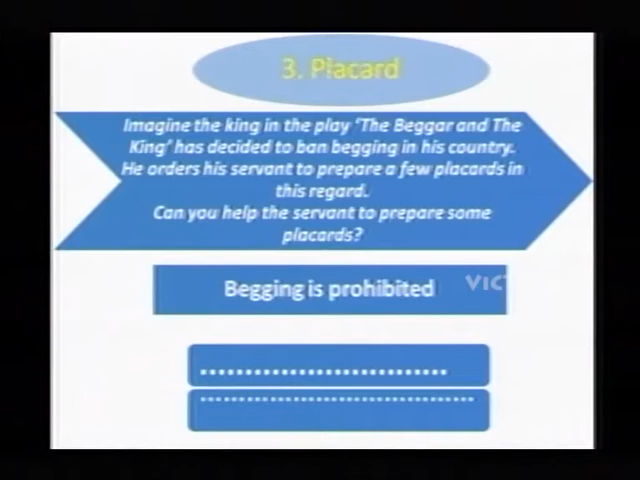 3. Placard
Imagine the king in the play ‘The Beggar and The
King’ has decided to ban begging in his country.
He orders his servant to prepare a few placards in
this regard.
Can you help the servant to prepare some
placards?
Begging is prohibited
VICT
............................
.....................................